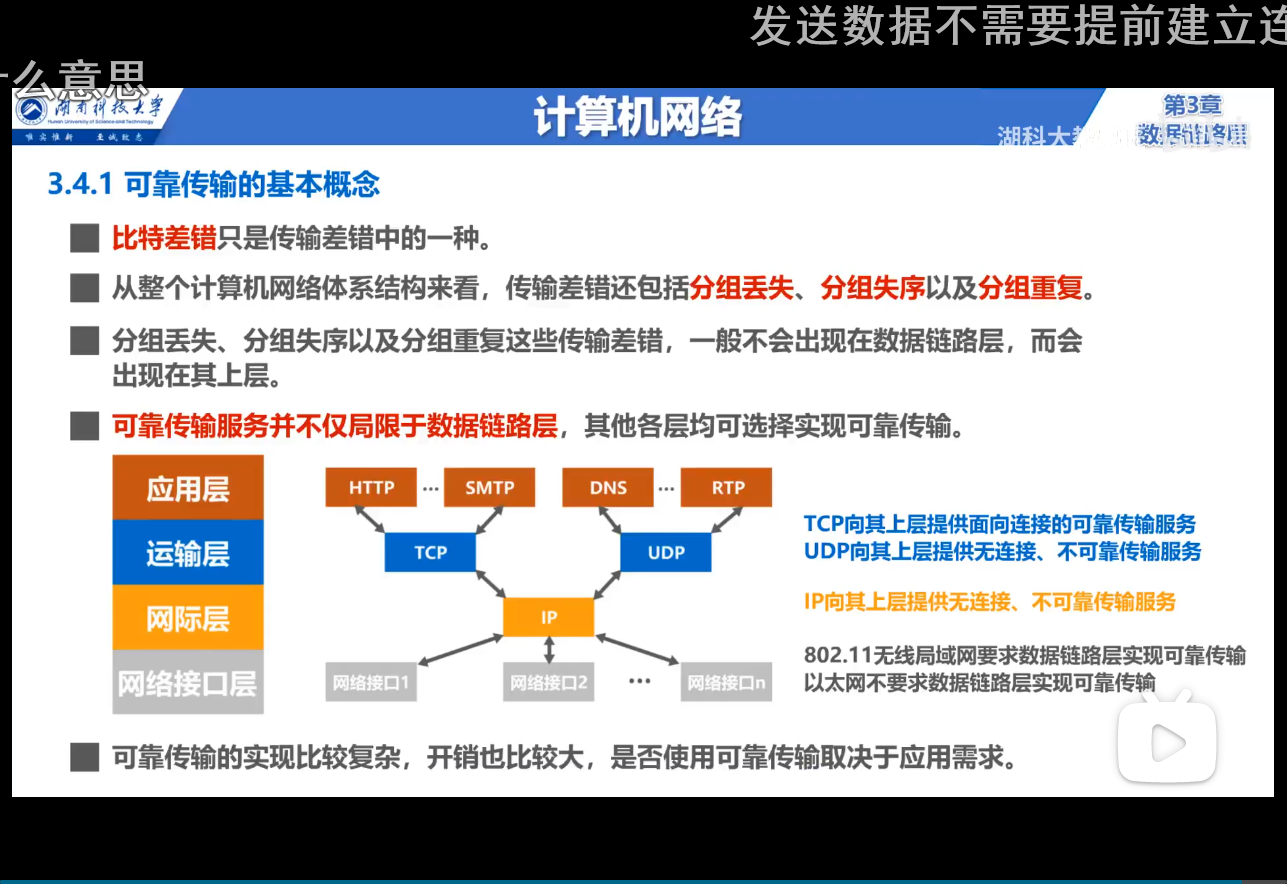 发送数据不需要提前建立连
什么意思
湖南科技大学
Hunan University of Science and Technology
唯实惟新 至诚致志
计算机网络
第3章
数据链路层
湖科大教
3.4.1 可靠传输的基本概念
比特差错只是传输差错中的一种。
从整个计算机网络体系结构来看，传输差错还包括分组丢失、分组失序以及分组重复。
分组丢失、分组失序以及分组重复这些传输差错，一般不会出现在数据链路层，而会
出现在其上层。
可靠传输服务并不仅局限于数据链路层，其他各层均可选择实现可靠传输。
应用层
HTTP ··· SMTP DNS ··· RTP
运输层
TCP UDP
网际层
IP
网络接口层
网络接口1 网络接口2 ··· 网络接口n
TCP向其上层提供面向连接的可靠传输服务
UDP向其上层提供无连接、不可靠传输服务
IP向其上层提供无连接、不可靠传输服务
802.11无线局域网要求数据链路层实现可靠传输
以太网不要求数据链路层实现可靠传输
可靠传输的实现比较复杂，开销也比较大，是否使用可靠传输取决于应用需求。